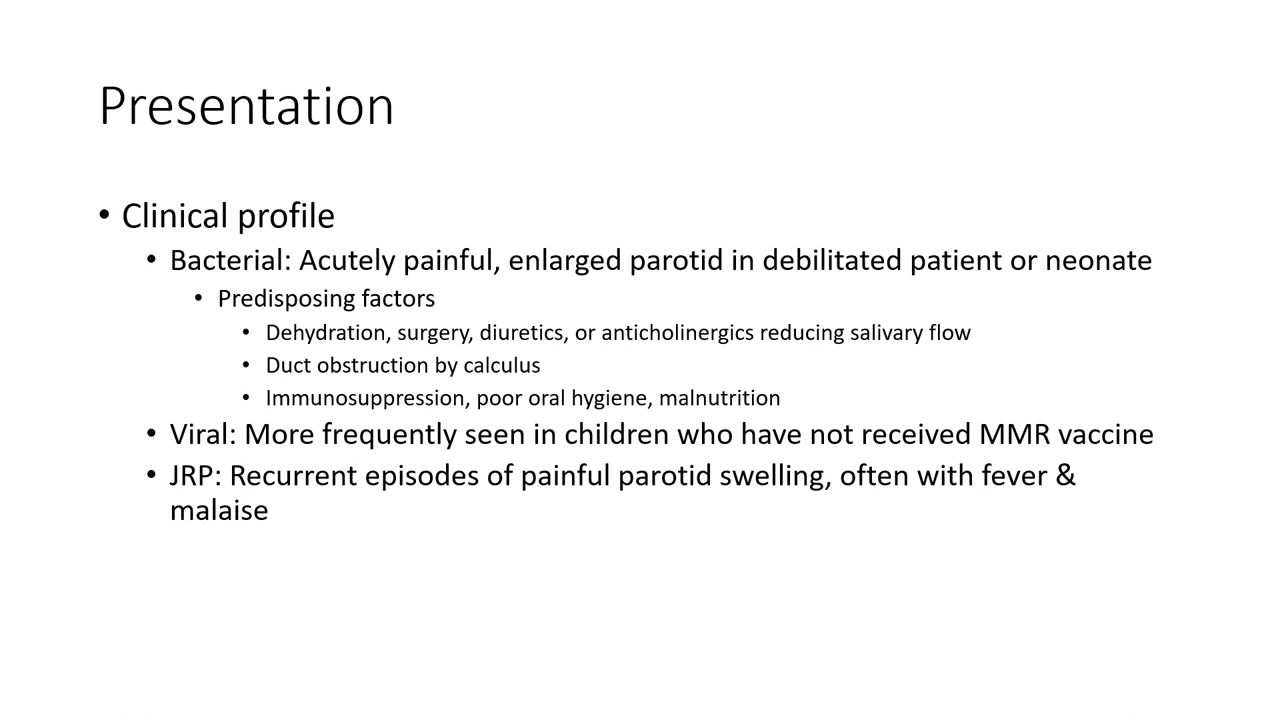 Presentation
• Clinical profile
• Bacterial: Acutely painful, enlarged parotid in debilitated patient or neonate
• Predisposing factors
• Dehydration, surgery, diuretics, or anticholinergics reducing salivary flow
• Duct obstruction by calculus
• Immunosuppression, poor oral hygiene, malnutrition
• Viral: More frequently seen in children who have not received MMR vaccine
• JRP: Recurrent episodes of painful parotid swelling, often with fever &
malaise